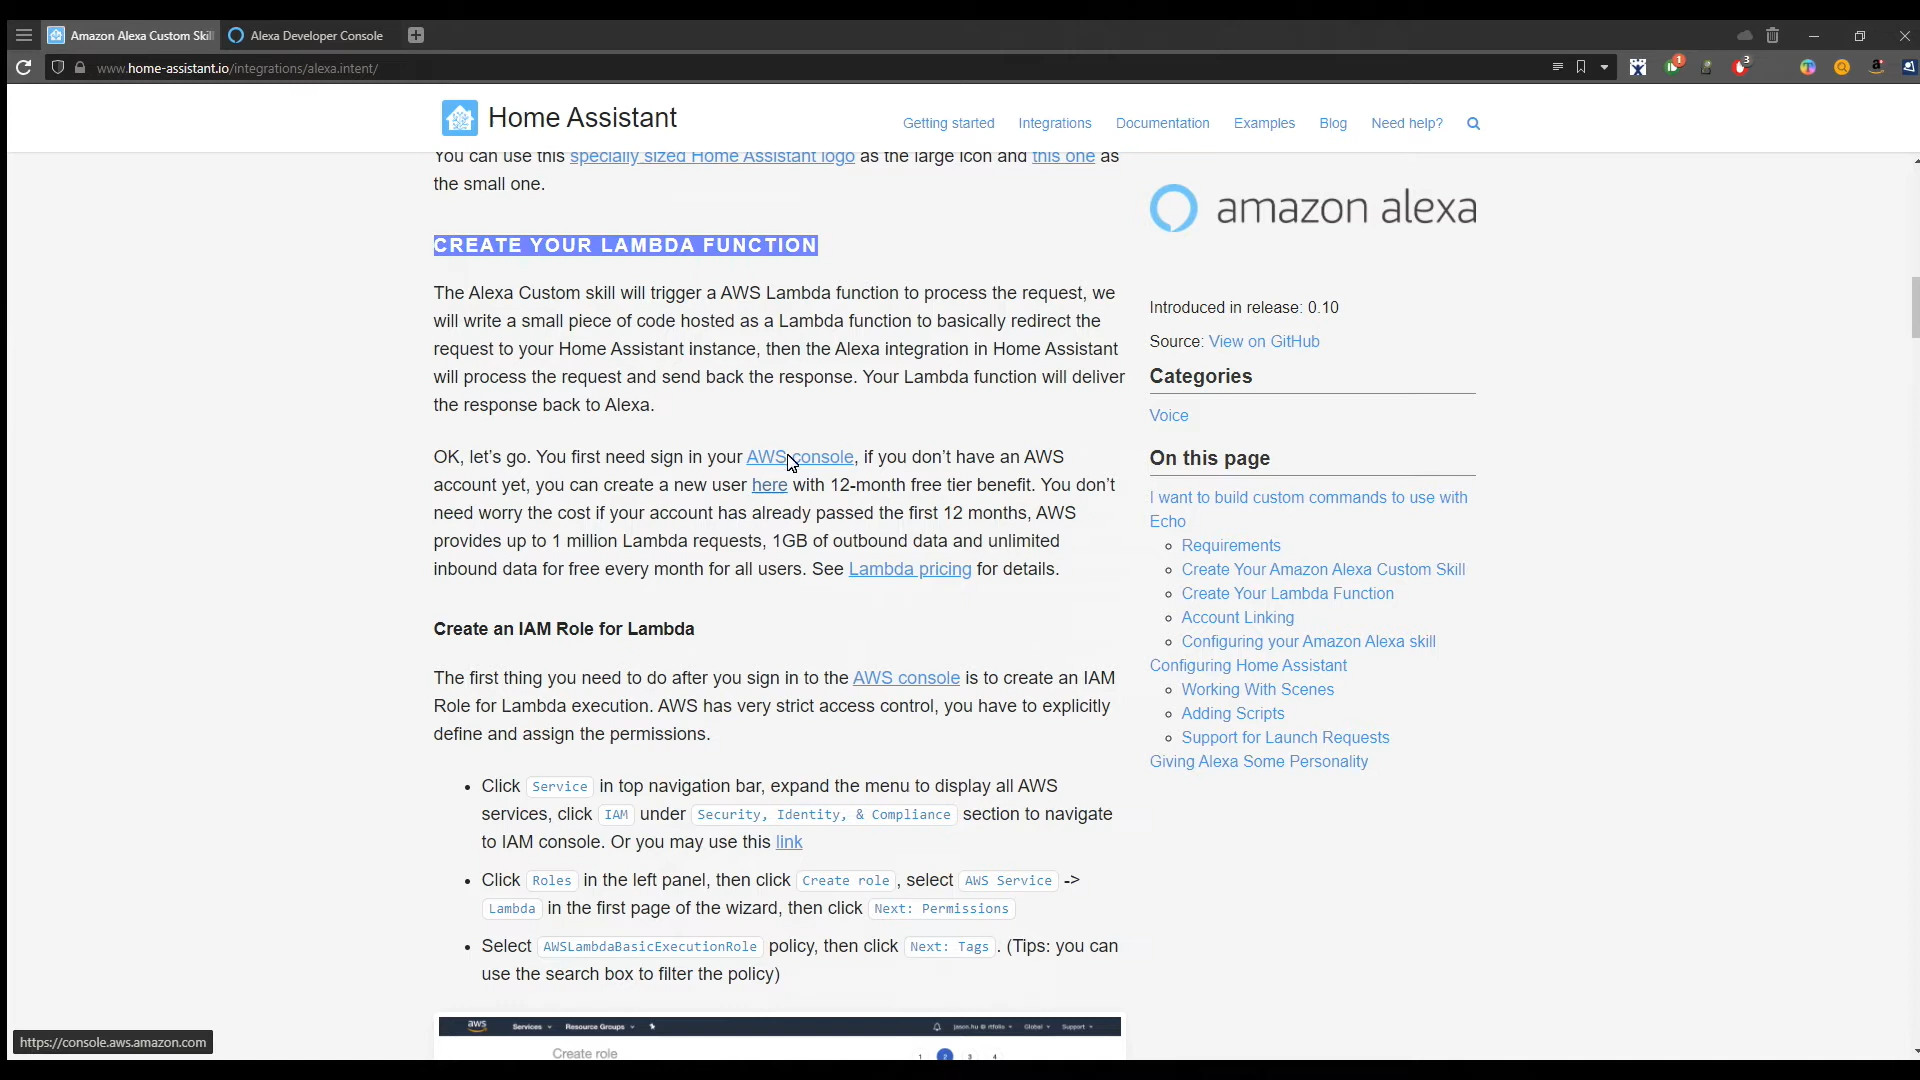 Amazon Alexa Custom Skil
Alexa Developer Console
www.home-assistant.io/integrations/alexa.intent/
1
3
Home Assistant
Getting started
Integrations
Documentation
Examples
Blog
Need help?
You can use this specially sized Home Assistant logo as the large icon and this one as
the small one.
CREATE YOUR LAMBDA FUNCTION
The Alexa Custom skill will trigger a AWS Lambda function to process the request, we
will write a small piece of code hosted as a Lambda function to basically redirect the
request to your Home Assistant instance, then the Alexa integration in Home Assistant
will process the request and send back the response. Your Lambda function will deliver
the response back to Alexa.
OK, let’s go. You first need sign in your AWS console, if you don’t have an AWS
account yet, you can create a new user here with 12-month free tier benefit. You don’t
need worry the cost if your account has already passed the first 12 months, AWS
provides up to 1 million Lambda requests, 1GB of outbound data and unlimited
inbound data for free every month for all users. See Lambda pricing for details.
Create an IAM Role for Lambda
The first thing you need to do after you sign in to the AWS console is to create an IAM
Role for Lambda execution. AWS has very strict access control, you have to explicitly
define and assign the permissions.
• Click Service in top navigation bar, expand the menu to display all AWS
services, click IAM under Security, Identity, & Compliance section to navigate
to IAM console. Or you may use this link
• Click Roles in the left panel, then click Create role, select AWS Service ->
Lambda in the first page of the wizard, then click Next: Permissions
• Select AWSLambdaBasicExecutionRole policy, then click Next: Tags. (Tips: you can
use the search box to filter the policy)
aws Services Resource Groups jason.hu @ itfolio Global Support
Create role 1 2 3 4
amazon alexa
Introduced in release: 0.10
Source: View on GitHub
Categories
Voice
On this page
I want to build custom commands to use with
Echo
Requirements
Create Your Amazon Alexa Custom Skill
Create Your Lambda Function
Account Linking
Configuring your Amazon Alexa skill
Configuring Home Assistant
Working With Scenes
Adding Scripts
Support for Launch Requests
Giving Alexa Some Personality
https://console.aws.amazon.com